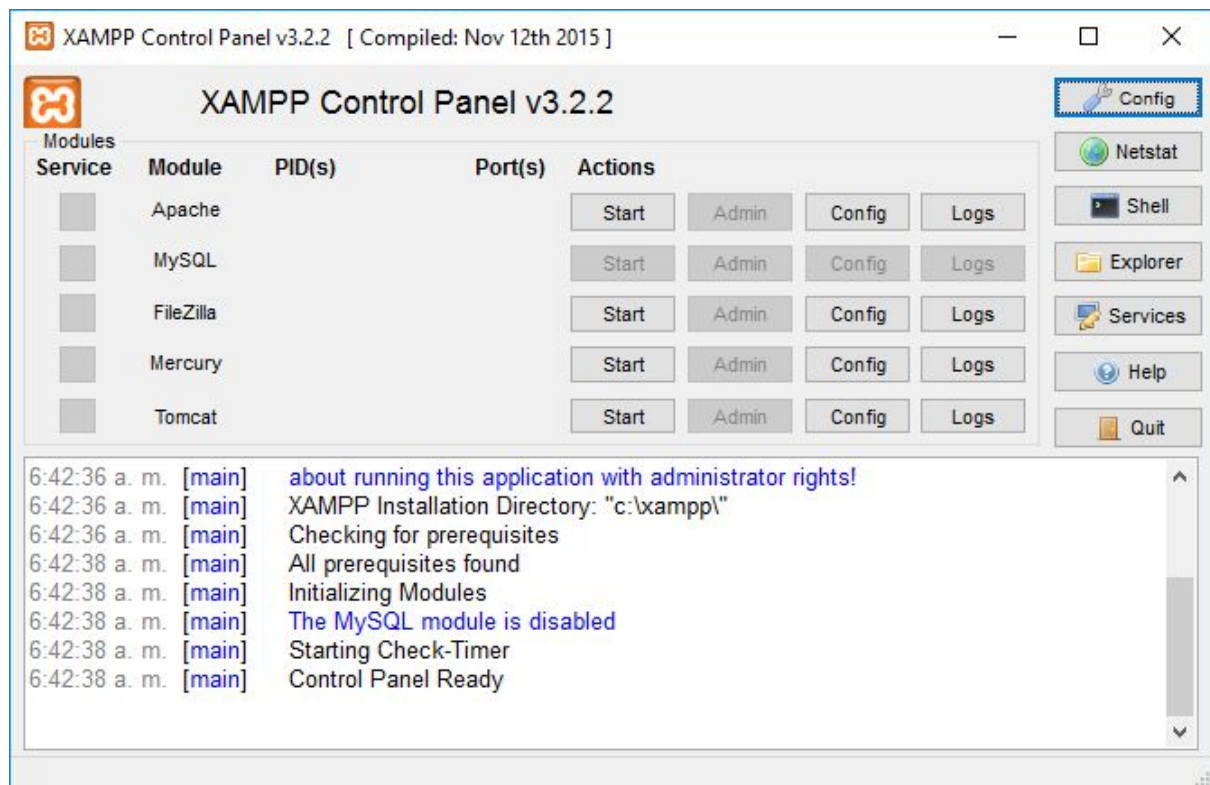 XAMPP Control Panel v3.2.2 [ Compiled: Nov 12th 2015 ]
XAMPP Control Panel v3.2.2
Config
Modules
Service Module PID(s) Port(s) Actions
Netstat
Apache Start Admin Config Logs
Shell
MySQL Start Admin Config Logs
Explorer
FileZilla Start Admin Config Logs
Services
Mercury Start Admin Config Logs
Help
Tomcat Start Admin Config Logs
Quit
6:42:36 a. m. [main] about running this application with administrator rights!
6:42:36 a. m. [main] XAMPP Installation Directory: "c:\xampp\"
6:42:36 a. m. [main] Checking for prerequisites
6:42:38 a. m. [main] All prerequisites found
6:42:38 a. m. [main] Initializing Modules
6:42:38 a. m. [main] The MySQL module is disabled
6:42:38 a. m. [main] Starting Check-Timer
6:42:38 a. m. [main] Control Panel Ready